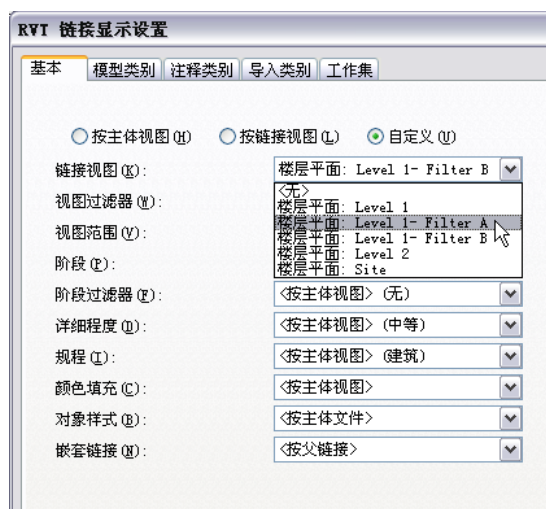 RVT 链接显示设置
基本 模型类别 注释类别 导入类别 工作集
按主体视图(H) 按链接视图(L) 自定义(U)
链接视图(K): 楼层平面: Level 1- Filter B
<无>
视图过滤器(W): 楼层平面: Level 1
楼层平面: Level 1- Filter A
视图范围(V): 楼层平面: Level 1- Filter B
楼层平面: Level 2
阶段(P): 楼层平面: Site
阶段过滤器(F): <按主体视图> (无)
详细程度(D): <按主体视图> (中等)
规程(I): <按主体视图> (建筑)
颜色填充(C): <按主体视图>
对象样式(B): <按主体文件>
嵌套链接(N): <按父链接>